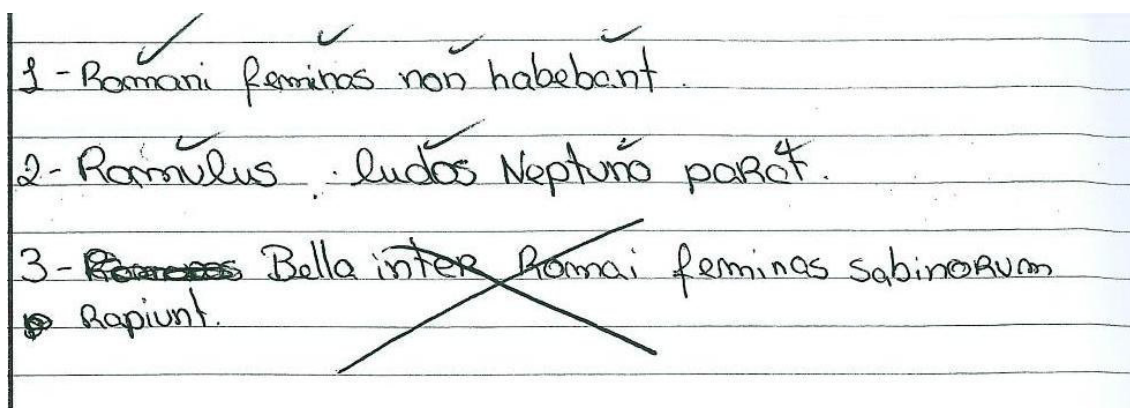 1 - Romani feminas non habebant.
2 - Romulus ludos Neptuno parat.
3 - Bella inter Romai feminas sabinorum
Rapiunt.